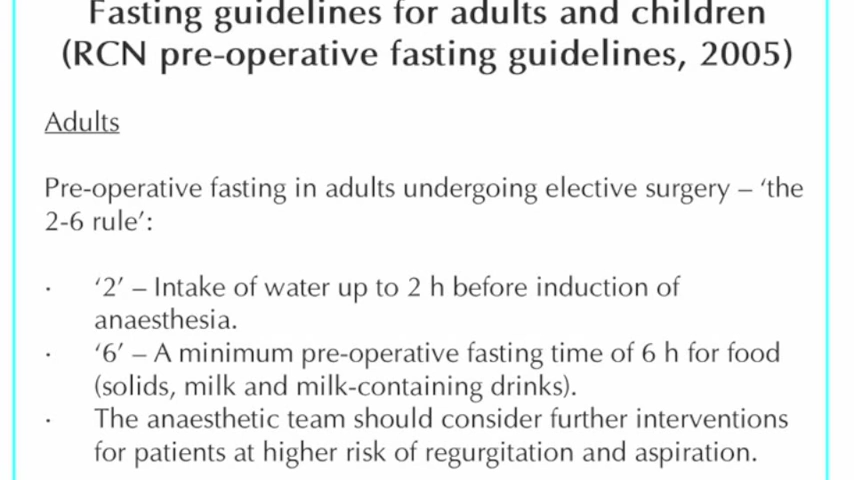 Fasting guidelines for adults and children
(RCN pre-operative fasting guidelines, 2005)
Adults
Pre-operative fasting in adults undergoing elective surgery – ‘the
2-6 rule’:
· ‘2’ – Intake of water up to 2 h before induction of
anaesthesia.
· ‘6’ – A minimum pre-operative fasting time of 6 h for food
(solids, milk and milk-containing drinks).
· The anaesthetic team should consider further interventions
for patients at higher risk of regurgitation and aspiration.